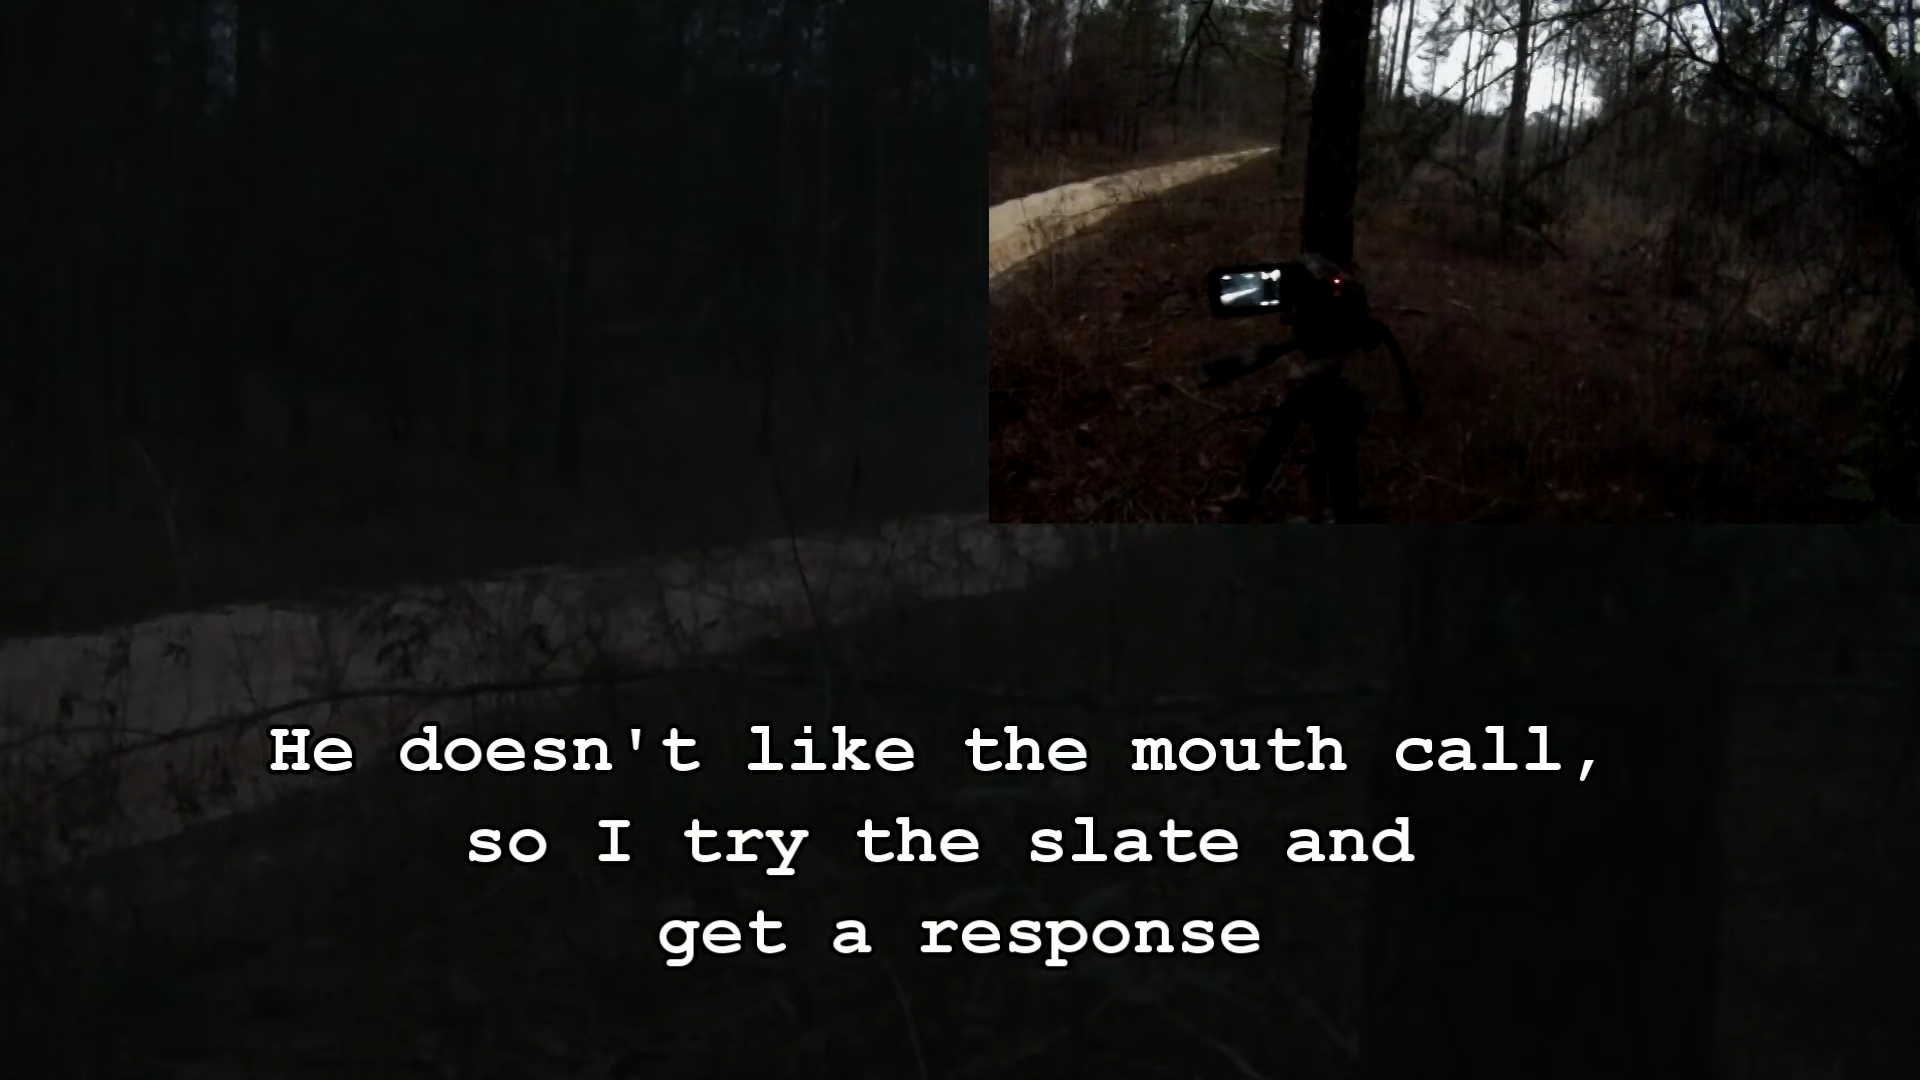 He doesn't like the mouth call,
so I try the slate and
get a response